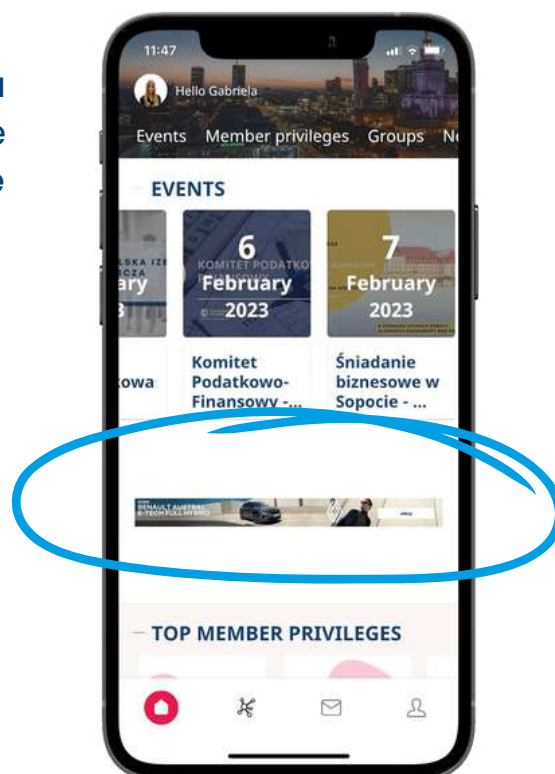 11:47
Hello Gabriela
Events Member privileges Groups
EVENTS
6
February
2023
7
February
2023
KOMITET
Komitet
Podatkowo-
Finansowy -...
Śniadanie
biznesowe w
Sopocie - ...
RENAULT AUSTRAL
E-TECH FULL HYBRID
TOP MEMBER PRIVILEGES